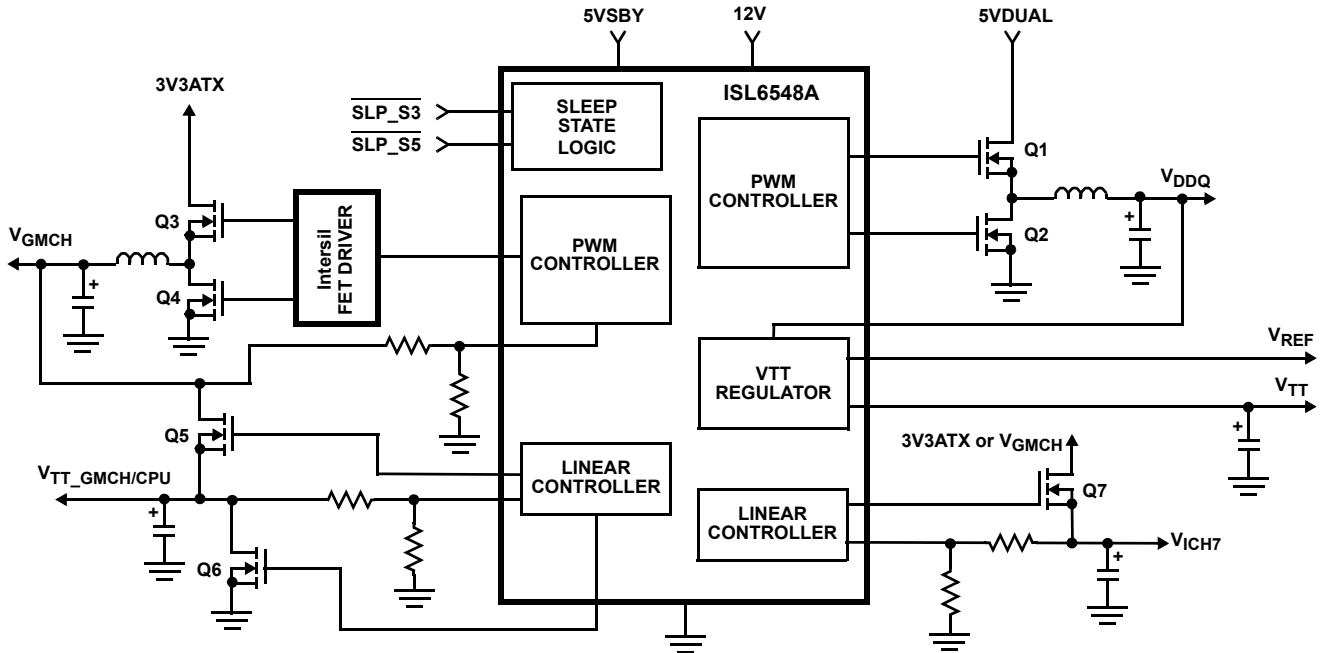 5VSBY
12V
5VDUAL
3V3ATX
SLP_S3
SLP_S5
SLEEP
STATE
LOGIC
ISL6548A
PWM
CONTROLLER
Q1
VDDQ
Q2
Q3
VGMCH
Q4
Intersil
FET DRIVER
PWM
CONTROLLER
VTT
REGULATOR
VREF
VTT
Q5
VTT_GMCH/CPU
LINEAR
CONTROLLER
Q6
3V3ATX or VGMCH
Q7
LINEAR
CONTROLLER
VICH7
+
+
+
+
+